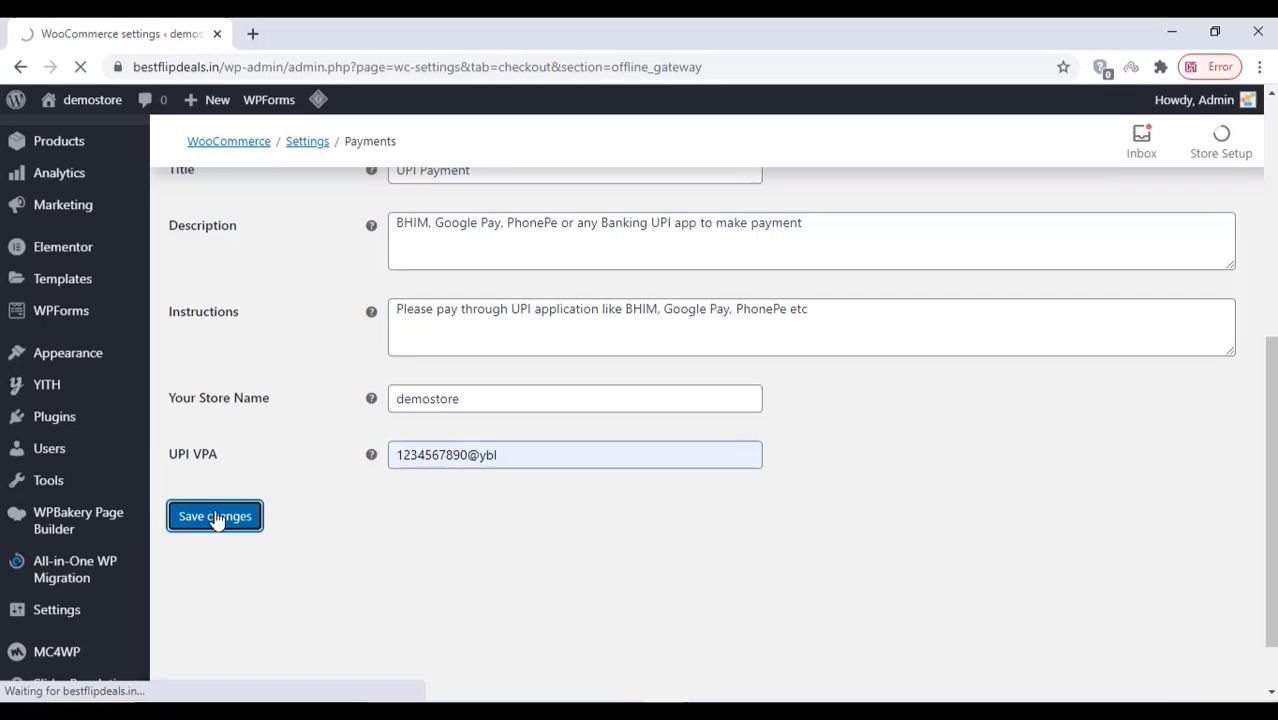 WooCommerce settings ‹ demos
bestflipdeals.in/wp-admin/admin.php?page=wc-settings&tab=checkout&section=offline_gateway
0
Error
demostore
0
New
WPForms
Howdy, Admin
Products
Analytics
Marketing
Elementor
Templates
WPForms
Appearance
YITH
Plugins
Users
Tools
WPBakery Page
Builder
All-in-One WP
Migration
Settings
MC4WP
WooCommerce / Settings / Payments
Inbox
Store Setup
Title
UPI Payment
Description
BHIM, Google Pay, PhonePe or any Banking UPI app to make payment
Instructions
Please pay through UPI application like BHIM, Google Pay, PhonePe etc
Your Store Name
demostore
UPI VPA
1234567890@ybl
Save changes
Waiting for bestflipdeals.in...